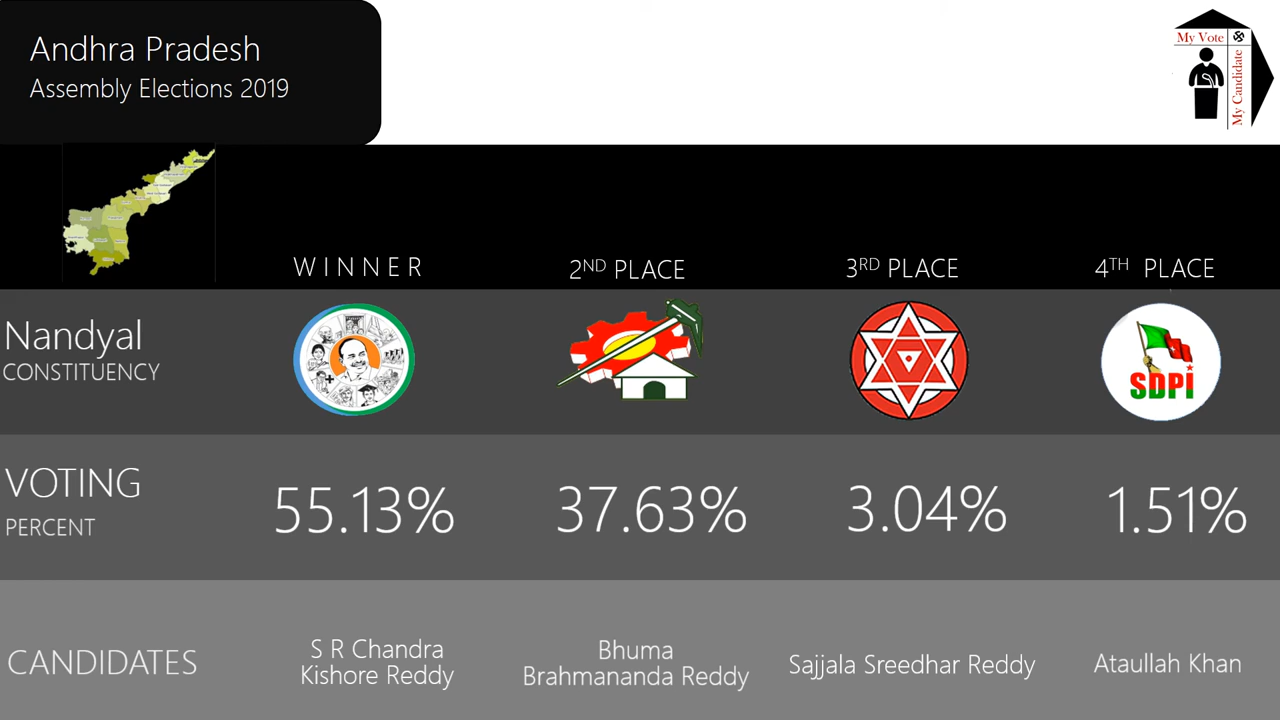 Andhra Pradesh
Assembly Elections 2019
My Vote
My Candidate
WINNER
2ND PLACE
3RD PLACE
4TH PLACE
Nandyal
CONSTITUENCY
SDPI
VOTING
PERCENT
55.13%
37.63%
3.04%
1.51%
CANDIDATES
S R Chandra
Kishore Reddy
Bhuma
Brahmananda Reddy
Sajjala Sreedhar Reddy
Ataullah Khan